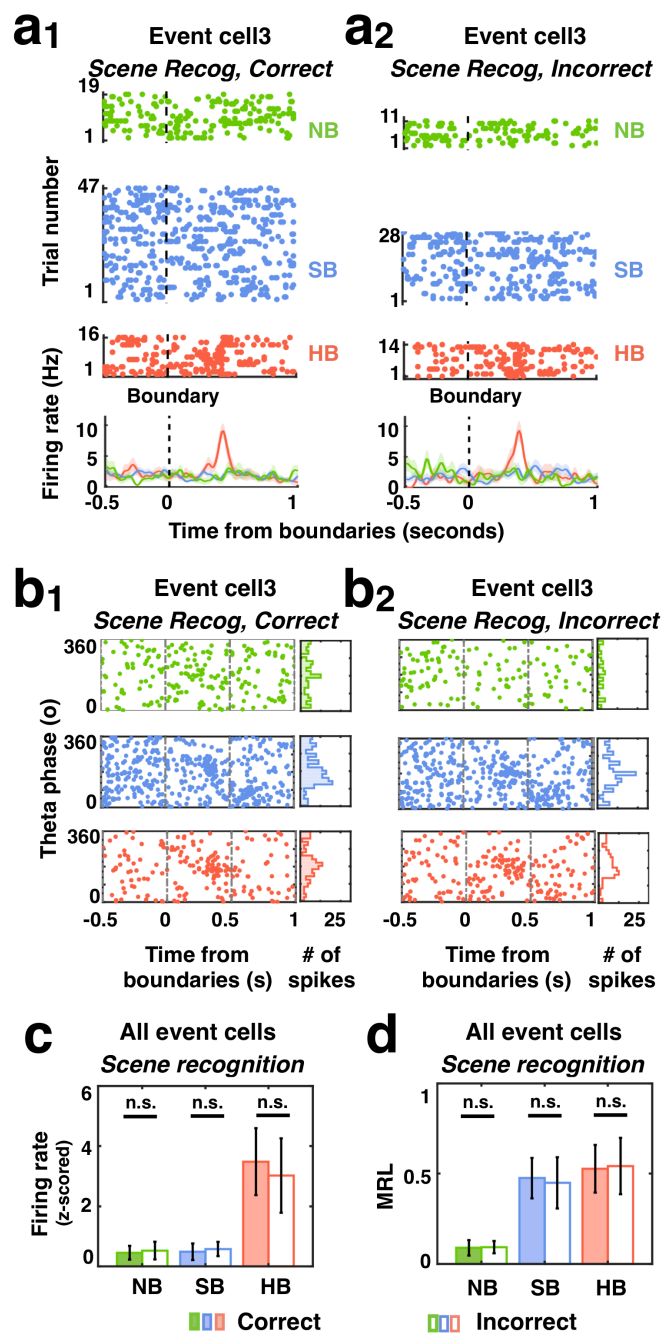 a1
Event cell3
Scene Recog, Correct
19
1
NB
Trial number
47
1
SB
16
1
HB
Firing rate (Hz)
Boundary
10
5
0
-0.5 0 1
a2
Event cell3
Scene Recog, Incorrect
11
1
NB
28
1
SB
14
1
HB
Boundary
10
5
0
-0.5 0 1
Time from boundaries (seconds)
b1
Event cell3
Scene Recog, Correct
Theta phase (o)
360
0
360
0
360
0
-0.5 0 0.5 1 25
Time from
boundaries (s)
# of
spikes
b2
Event cell3
Scene Recog, Incorrect
-0.5 0 0.5 1 25
Time from
boundaries (s)
# of
spikes
c
All event cells
Scene recognition
Firing rate
(z-scored)
6
4
2
0
n.s. n.s. n.s.
NB SB HB
d
All event cells
Scene recognition
MRL
1
0.5
0
n.s. n.s. n.s.
NB SB HB
Correct
Incorrect